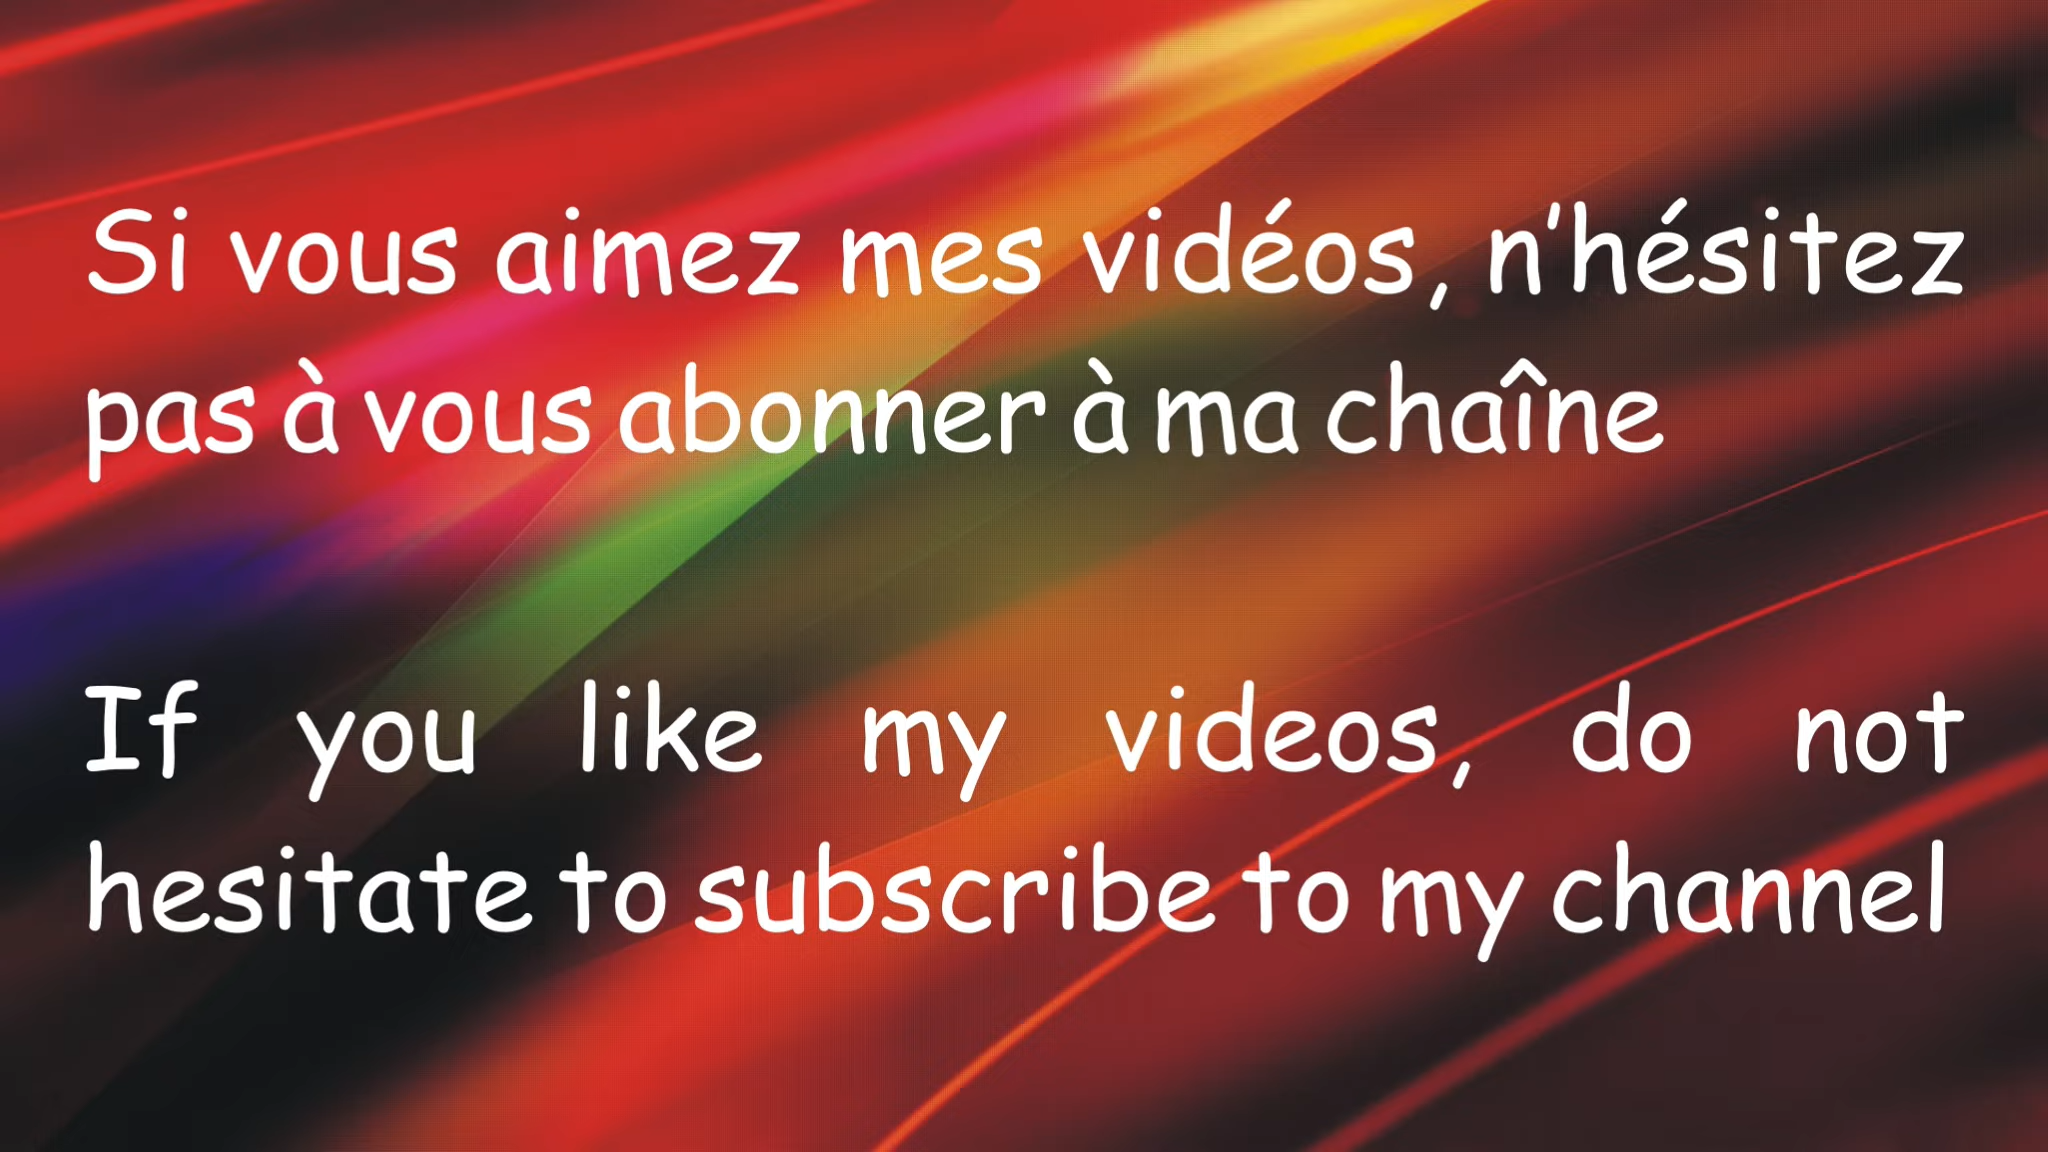 Si vous aimez mes vidéos, n’hésitez
pas à vous abonner à ma chaîne
If you like my videos, do not
hesitate to subscribe to my channel